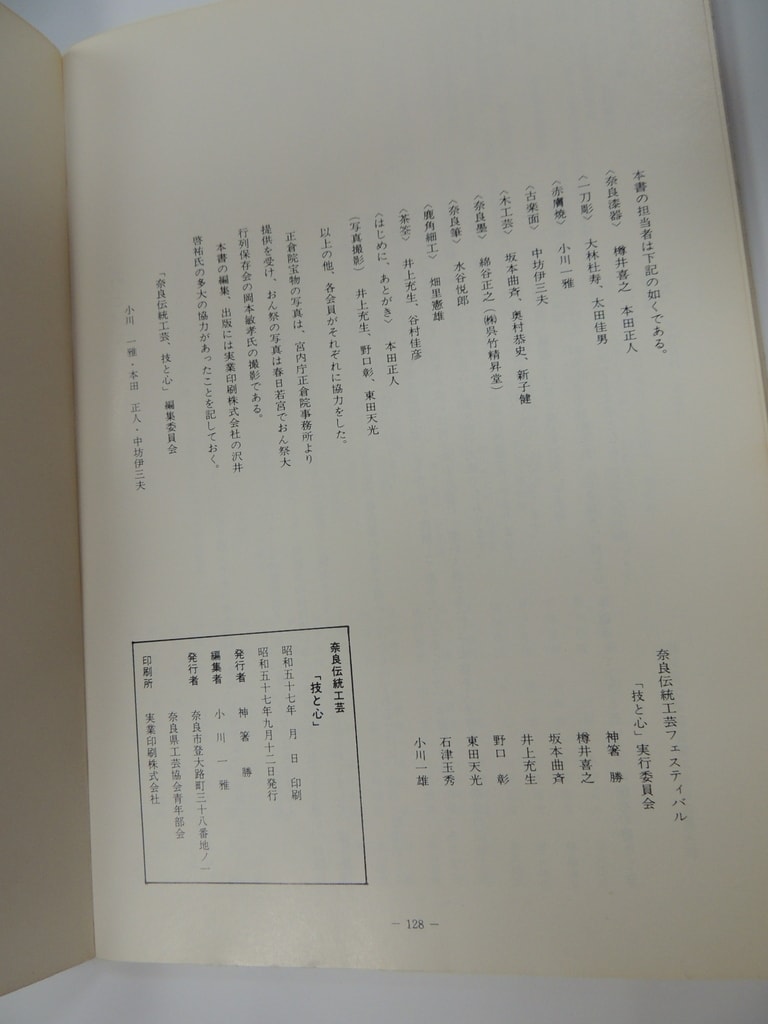 本書の担当者は下記の如くである。
〈奈良漆器〉 樽井喜之 本田正人
〈一刀彫〉 大林杜寿、太田佳男
〈赤膚焼〉 小川一雅
〈古楽面〉 中坊伊三夫
〈木工芸〉 坂本曲斉、奥村恭史、新子健
〈奈良墨〉 綿谷正之(㈱呉竹精昇堂)
〈奈良筆〉 水谷悦郎
〈鹿角細工〉 畑里憲雄
〈茶筌〉 井上充生、谷村佳彦
〈はじめに、あとがき〉 本田正人
(写真撮影) 井上充生、野口彰、東田天光
以上の他、各会員がそれぞれに協力をした。
正倉院宝物の写真は、宮内庁正倉院事務所より
提供を受け、おん祭の写真は春日若宮でおん祭大
行列保存会の岡本敏孝氏の撮影である。
本書の編集、出版には実業印刷株式会社の沢井
啓祐氏の多大の協力があったことを記しておく。
「奈良伝統工芸、技と心」編集委員会
小川 一雅・本田 正人・中坊伊三夫
奈良伝統工芸フェスティバル
「技と心」実行委員会
神箸 勝
樽井喜之
坂本曲斉
井上充生
野口 彰
東田天光
石津玉秀
小川一雄
奈良伝統工芸
「技と心」
昭和五十七年 月 日 印刷
昭和五十七年九月十二日発行
発行者 神箸 勝
編集者 小川一雅
発行者 奈良市登大路町三十八番地ノ一
奈良県工芸協会青年部会
印刷所 実業印刷株式会社
— 128 —